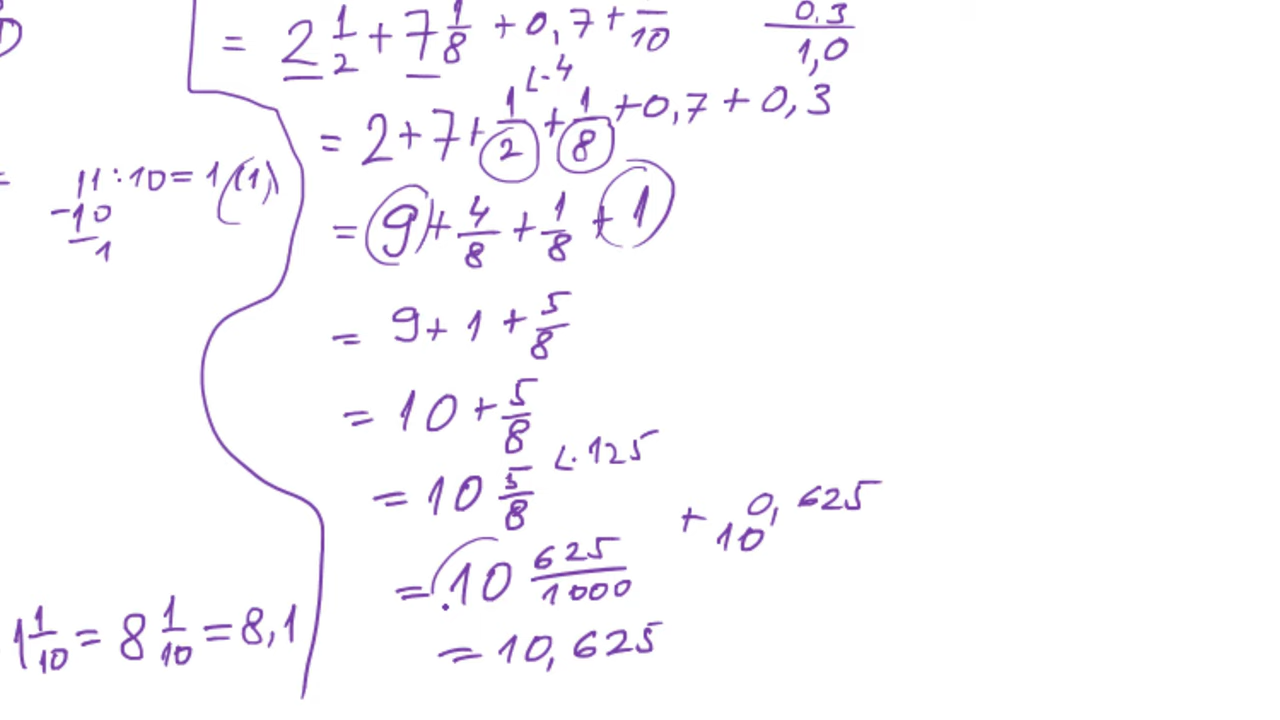 = 2 1/2 + 7 1/8 + 0,7 + /10
0,3
1,0
= 2 + 7 + 1/2 + 1/8 + 0,7 + 0,3
∠·4
11 : 10 = 1 (1)
-10
1
= 9 + 4/8 + 1/8 + 1
= 9 + 1 + 5/8
= 10 + 5/8
= 10 5/8 ∠·125
0,625
+ 10
= 10 625/1000
1 1/10 = 8 1/10 = 8,1
= 10,625